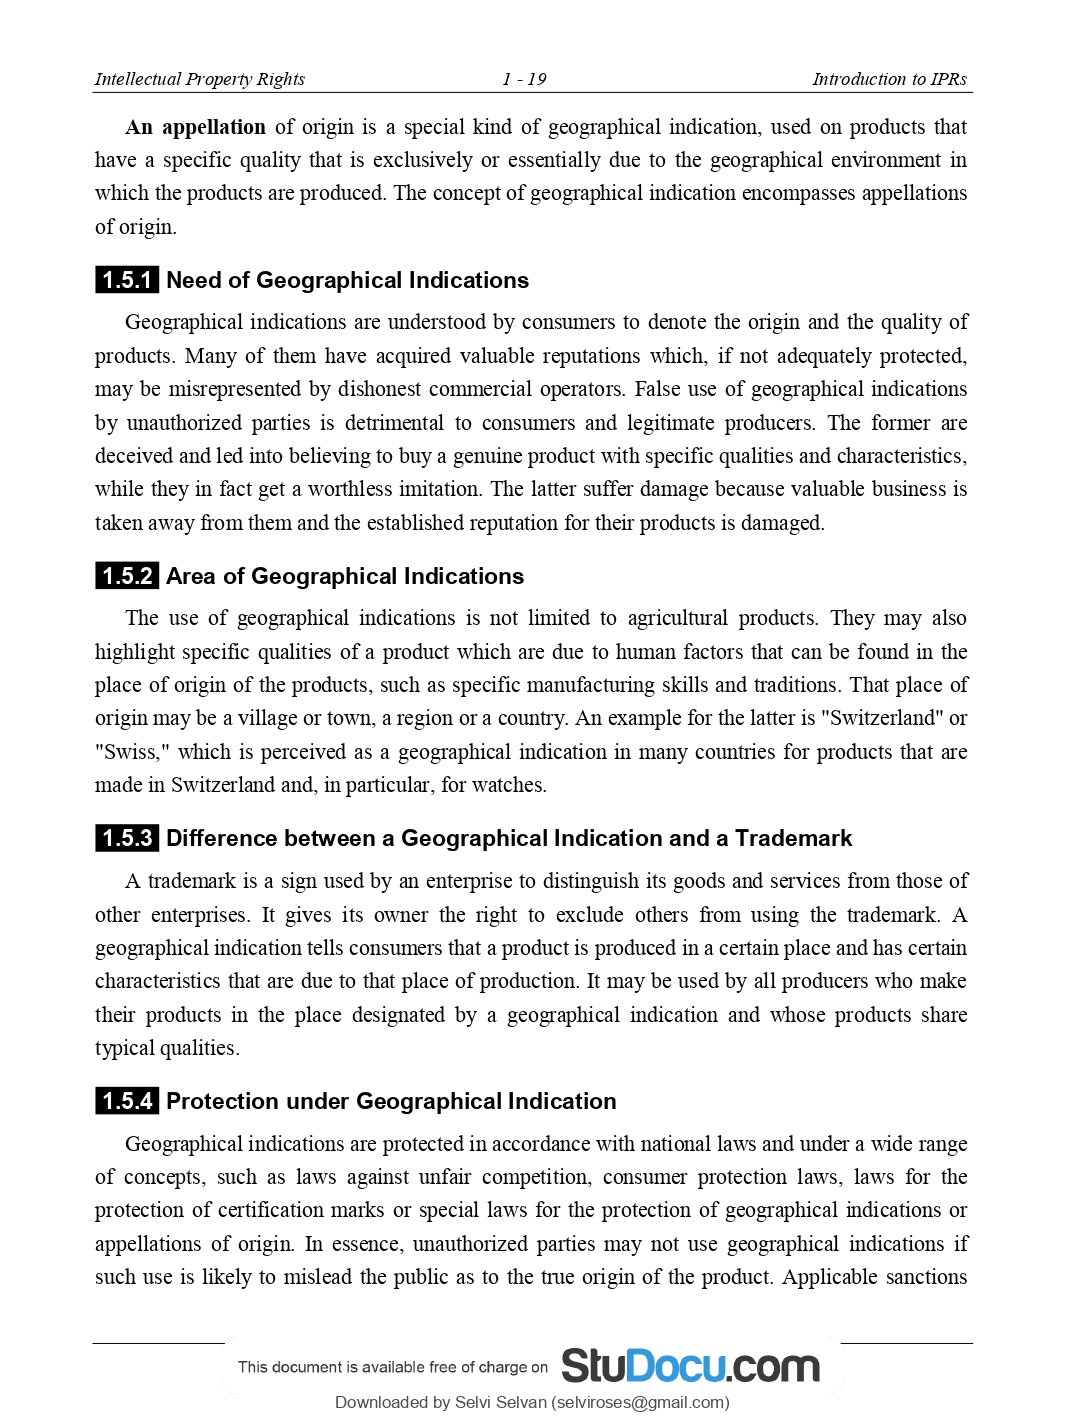 Intellectual Property Rights 1 - 19 Introduction to IPRs
An appellation of origin is a special kind of geographical indication, used on products that
have a specific quality that is exclusively or essentially due to the geographical environment in
which the products are produced. The concept of geographical indication encompasses appellations
of origin.
1.5.1 Need of Geographical Indications
Geographical indications are understood by consumers to denote the origin and the quality of
products. Many of them have acquired valuable reputations which, if not adequately protected,
may be misrepresented by dishonest commercial operators. False use of geographical indications
by unauthorized parties is detrimental to consumers and legitimate producers. The former are
deceived and led into believing to buy a genuine product with specific qualities and characteristics,
while they in fact get a worthless imitation. The latter suffer damage because valuable business is
taken away from them and the established reputation for their products is damaged.
1.5.2 Area of Geographical Indications
The use of geographical indications is not limited to agricultural products. They may also
highlight specific qualities of a product which are due to human factors that can be found in the
place of origin of the products, such as specific manufacturing skills and traditions. That place of
origin may be a village or town, a region or a country. An example for the latter is "Switzerland" or
"Swiss," which is perceived as a geographical indication in many countries for products that are
made in Switzerland and, in particular, for watches.
1.5.3 Difference between a Geographical Indication and a Trademark
A trademark is a sign used by an enterprise to distinguish its goods and services from those of
other enterprises. It gives its owner the right to exclude others from using the trademark. A
geographical indication tells consumers that a product is produced in a certain place and has certain
characteristics that are due to that place of production. It may be used by all producers who make
their products in the place designated by a geographical indication and whose products share
typical qualities.
1.5.4 Protection under Geographical Indication
Geographical indications are protected in accordance with national laws and under a wide range
of concepts, such as laws against unfair competition, consumer protection laws, laws for the
protection of certification marks or special laws for the protection of geographical indications or
appellations of origin. In essence, unauthorized parties may not use geographical indications if
such use is likely to mislead the public as to the true origin of the product. Applicable sanctions
This document is available free of charge on StuDocu.com
Downloaded by Selvi Selvan (selviroses@gmail.com)